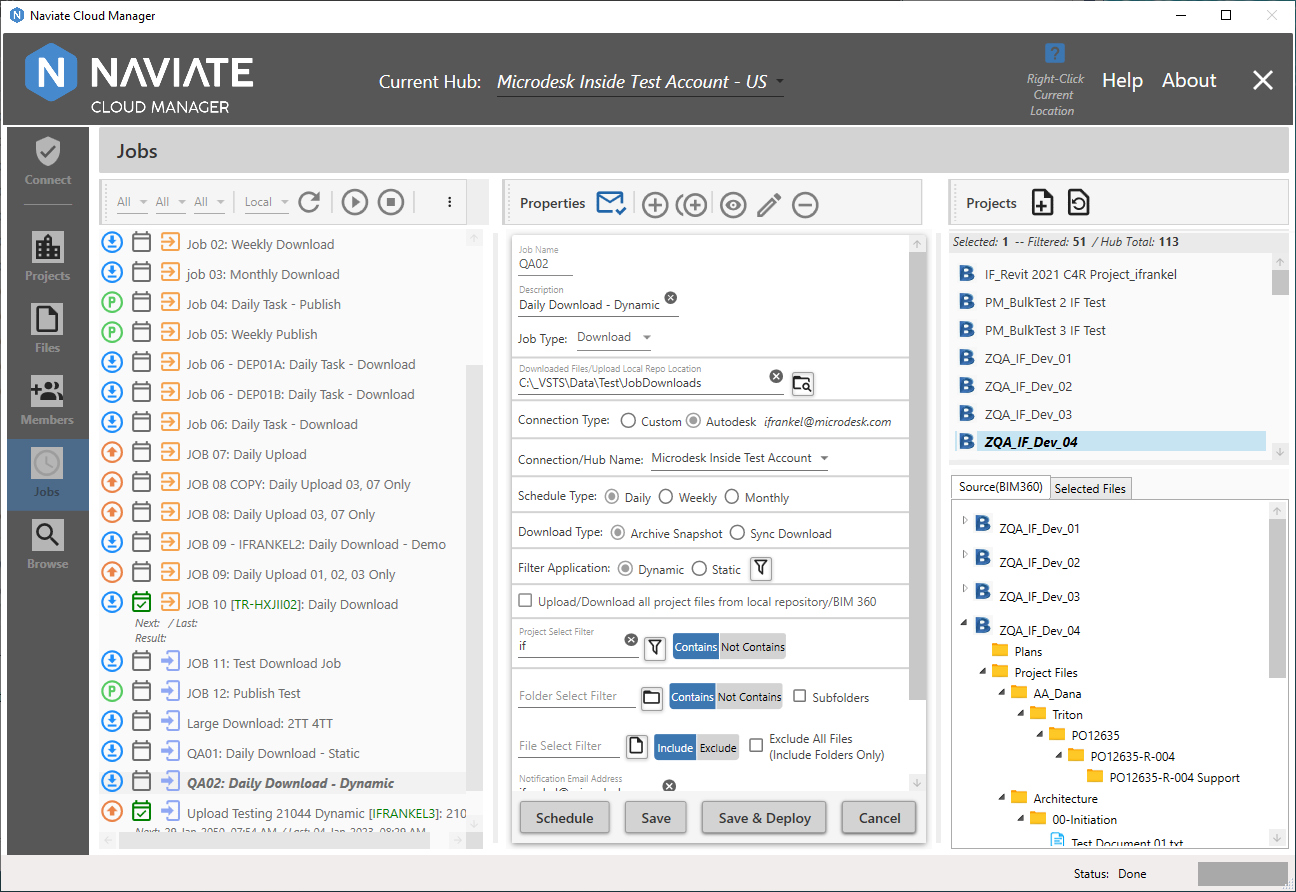 Naviate Cloud Manager
NAVIATE
CLOUD MANAGER
Current Hub: Microdesk Inside Test Account - US
?
Right-Click
Current
Location
Help
About
Connect
Projects
Files
Members
Jobs
Browse
Jobs
All All All Local
Job 02: Weekly Download
job 03: Monthly Download
Job 04: Daily Task - Publish
Job 05: Weekly Publish
Job 06 - DEP01A: Daily Task - Download
Job 06 - DEP01B: Daily Task - Download
Job 06: Daily Task - Download
JOB 07: Daily Upload
JOB 08 COPY: Daily Upload 03, 07 Only
JOB 08: Daily Upload 03, 07 Only
JOB 09 - IFRANKEL2: Daily Download - Demo
JOB 09: Daily Upload 01, 02, 03 Only
JOB 10 [TR-HXJII02]: Daily Download
Next: / Last:
Result:
JOB 11: Test Download Job
P JOB 12: Publish Test
Large Download: 2TT 4TT
QA01: Daily Download - Static
QA02: Daily Download - Dynamic
Upload Testing 21044 Dynamic [IFRANKEL3]: 210
Next: 29-Jan-2050, 07:54 AM / Last: 04-Jan-2023, 08:29 AM
Properties
Job Name
QA02
Description
Daily Download - Dynamic
Job Type: Download
Downloaded Files/Upload Local Repo Location
C:\_VSTS\Data\Test\JobDownloads
Connection Type: Custom Autodesk ifrankel@microdesk.com
Connection/Hub Name: Microdesk Inside Test Account
Schedule Type: Daily Weekly Monthly
Download Type: Archive Snapshot Sync Download
Filter Application: Dynamic Static
Upload/Download all project files from local repository/BIM 360
Project Select Filter
if
Contains Not Contains
Folder Select Filter Contains Not Contains Subfolders
File Select Filter Include Exclude Exclude All Files
(Include Folders Only)
Notification Email Address
Schedule Save Save & Deploy Cancel
Projects
Selected: 1 -- Filtered: 51 / Hub Total: 113
B IF_Revit 2021 C4R Project_ifrankel
B PM_BulkTest 2 IF Test
B PM_BulkTest 3 IF Test
B ZQA_IF_Dev_01
B ZQA_IF_Dev_02
B ZQA_IF_Dev_03
B ZQA_IF_Dev_04
Source(BIM360) Selected Files
B ZQA_IF_Dev_01
B ZQA_IF_Dev_02
B ZQA_IF_Dev_03
B ZQA_IF_Dev_04
Plans
Project Files
AA_Dana
Triton
PO12635
PO12635-R-004
PO12635-R-004 Support
Architecture
00-Initiation
Test Document 01.txt
Status: Done